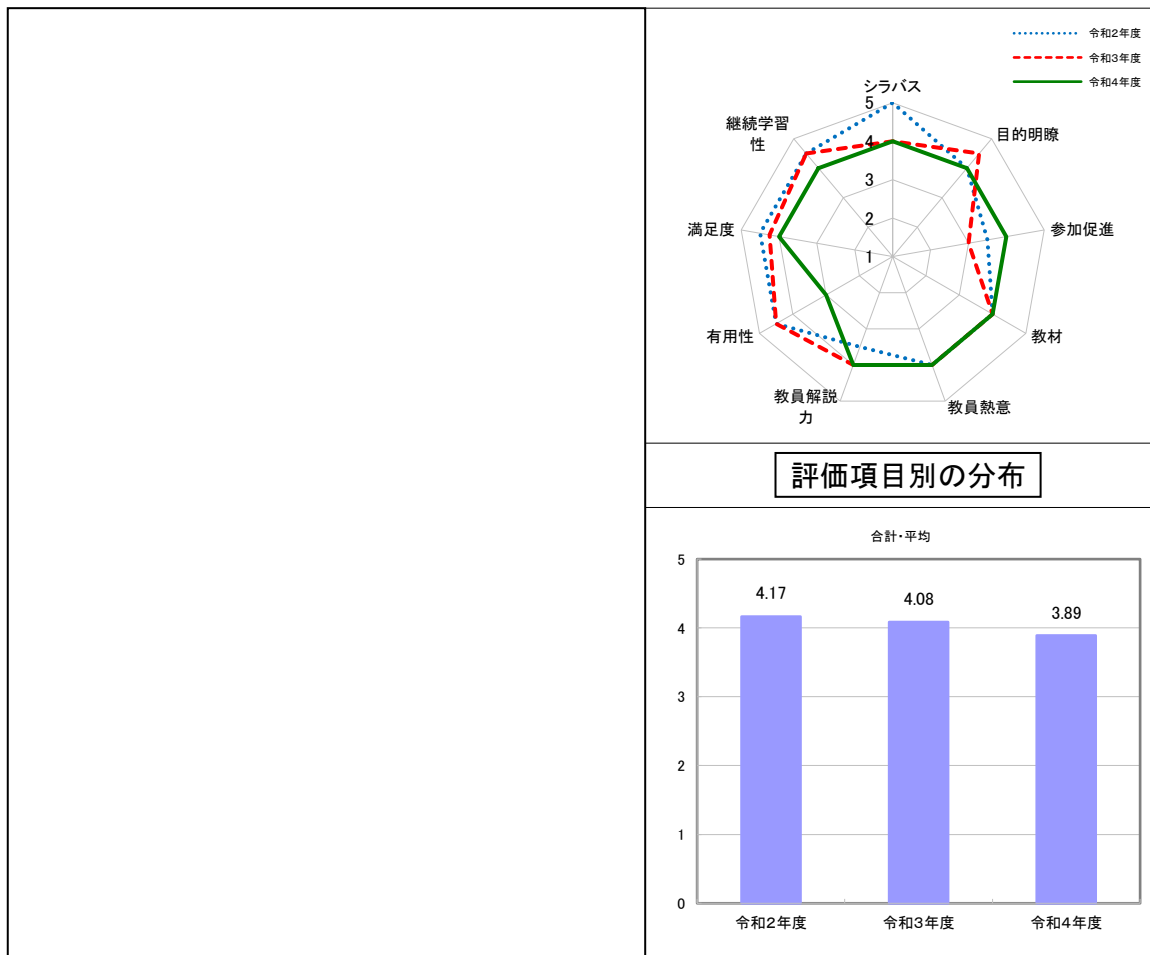 令和2年度
令和3年度
令和4年度
シラバス
5
継続学習
性
目的明瞭
4
3
満足度
参加促進
2
1
有用性
教材
教員解説
力
教員熱意
評価項目別の分布
合計・平均
5
4.17
4.08
3.89
4
3
2
1
0
令和2年度
令和3年度
令和4年度